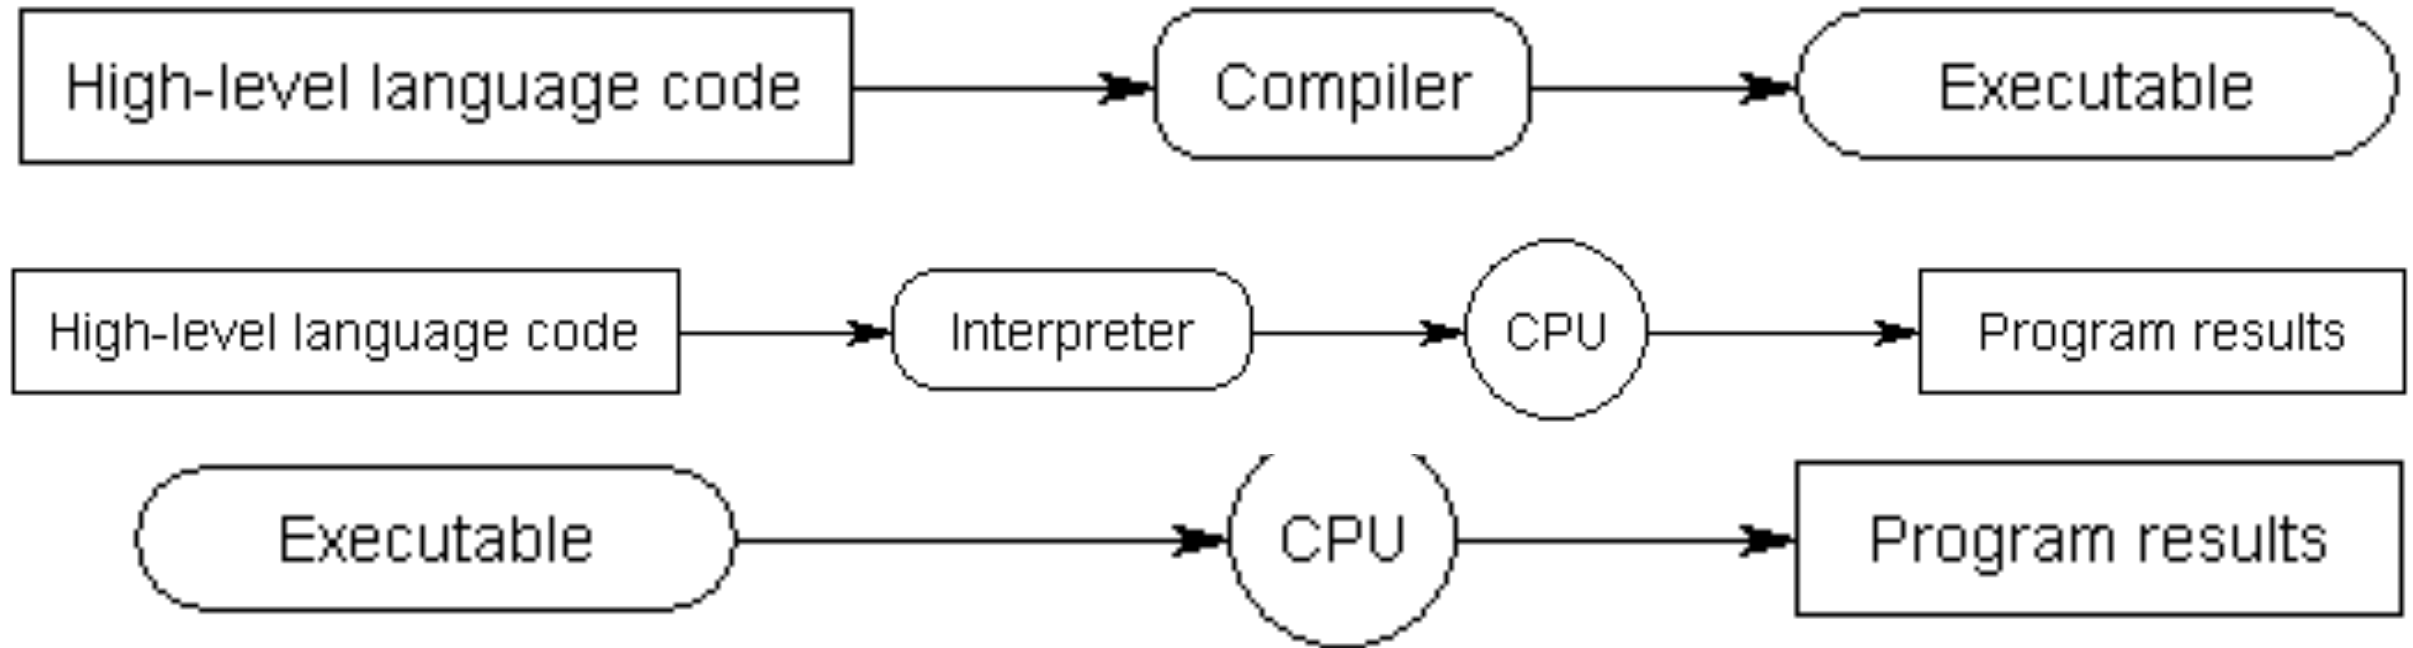 High-level language code
Compiler
Executable
High-level language code
Interpreter
CPU
Program results
Executable
CPU
Program results